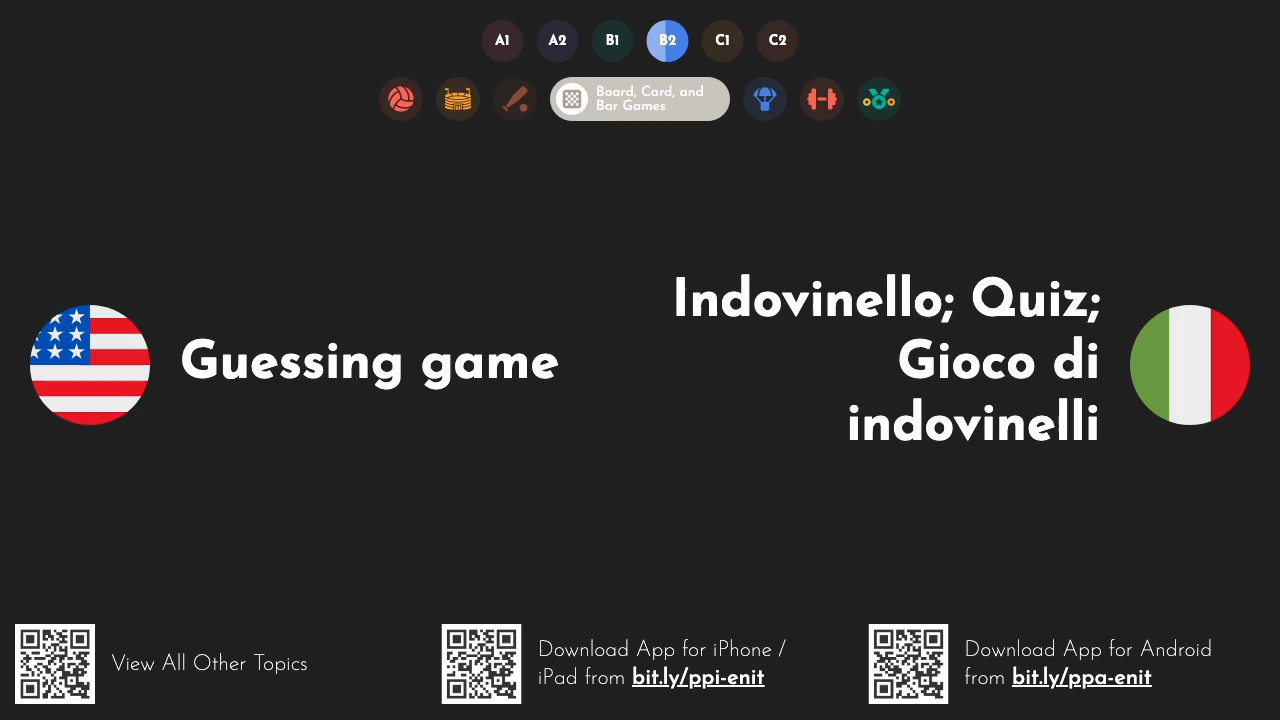 A1 A2 B1 B2 C1 C2
Board, Card, and
Bar Games
Guessing game
Indovinello; Quiz;
Gioco di
indovinelli
View All Other Topics
Download App for iPhone /
iPad from bit.ly/ppi-enit
Download App for Android
from bit.ly/ppa-enit